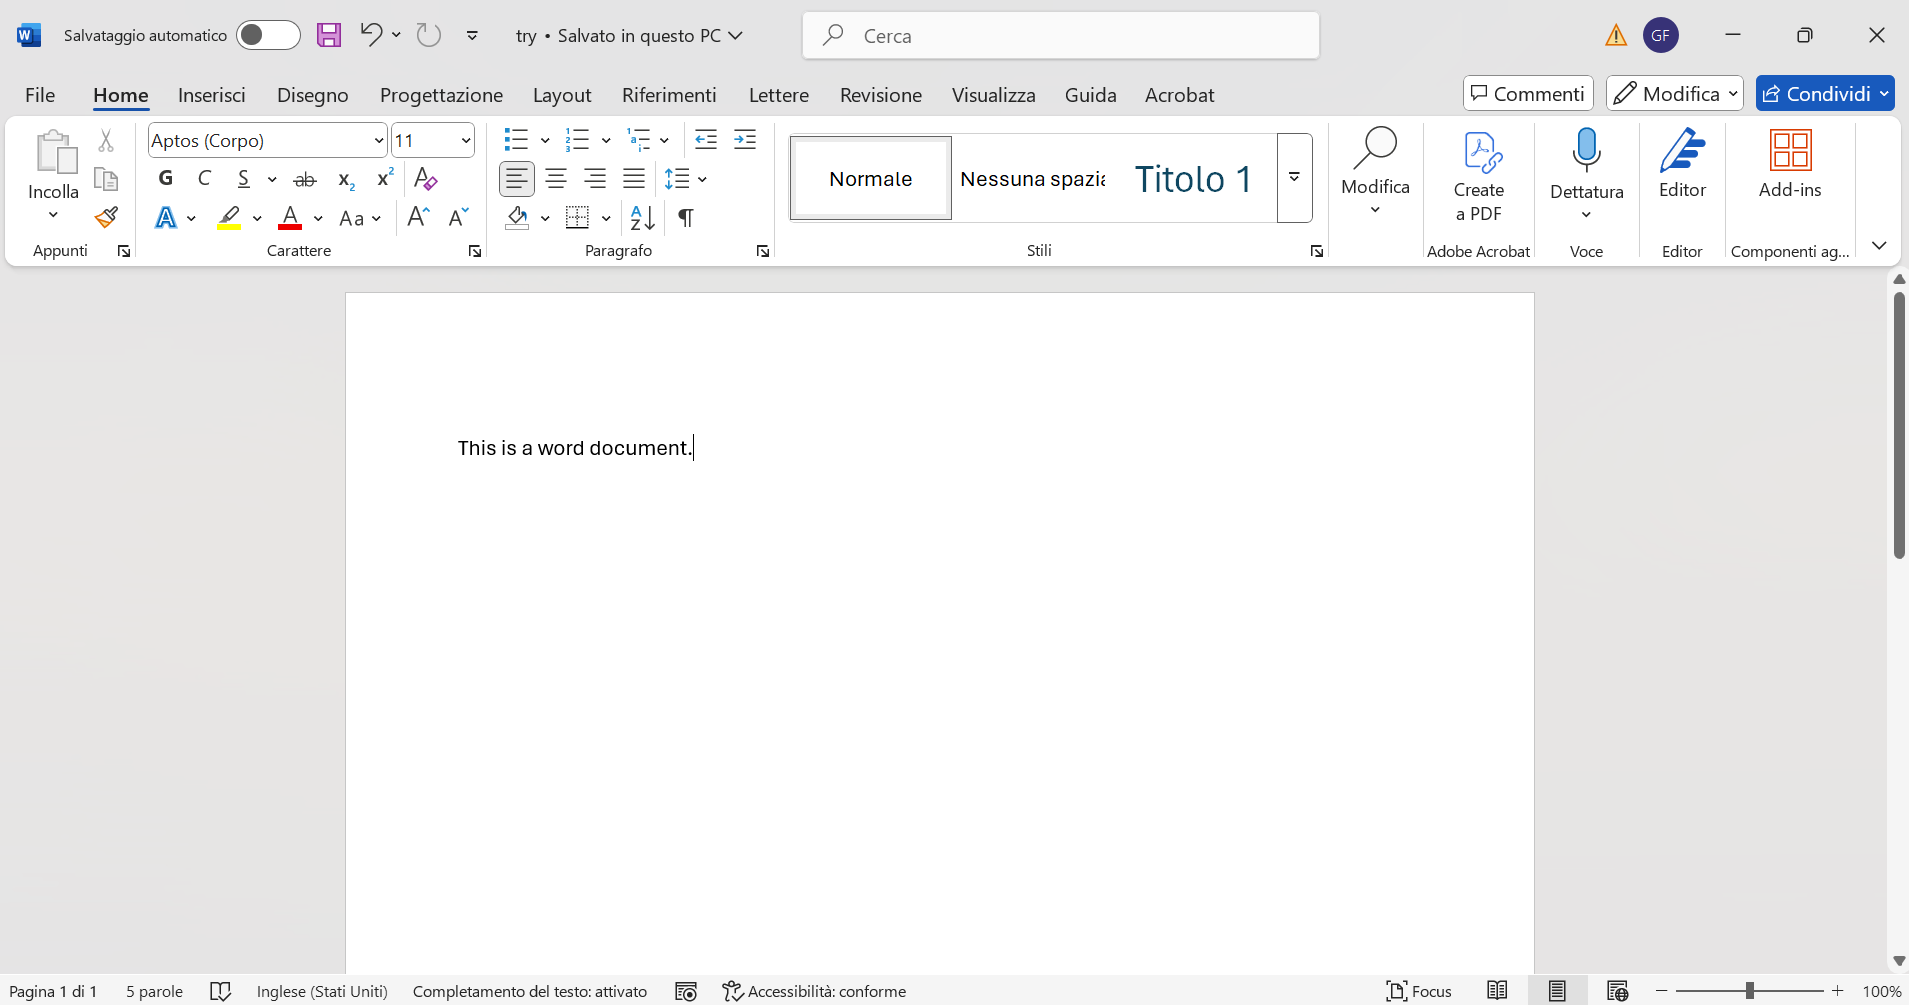 Salvataggio automatico
try • Salvato in questo PC
Cerca
GF
File Home Inserisci Disegno Progettazione Layout Riferimenti Lettere Revisione Visualizza Guida Acrobat
Commenti Modifica Condividi
Incolla
Appunti
Aptos (Corpo) 11
G C S ab x2 x2 A
A A Aa A A
Carattere
Paragrafo
Normale Nessuna spazia Titolo 1
Stili
Modifica
Create
a PDF
Adobe Acrobat
Dettatura
Voce
Editor
Editor
Add-ins
Componenti ag...
This is a word document.
Pagina 1 di 1 5 parole Inglese (Stati Uniti) Completamento del testo: attivato Accessibilità: conforme Focus 100%